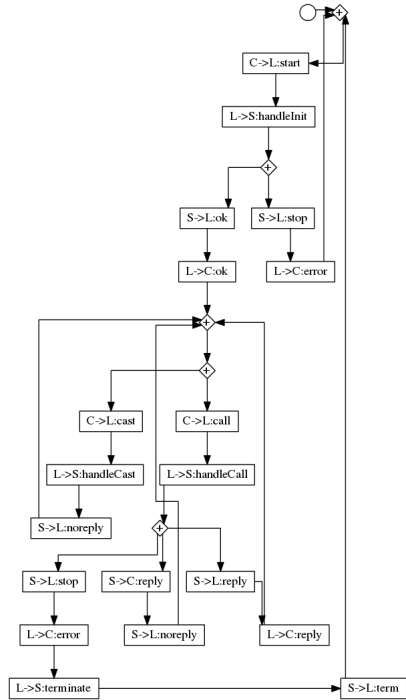 +
C->L:start
L->S:handleInit
+
S->L:ok S->L:stop
L->C:ok L->C:error
+
+
C->L:cast C->L:call
L->S:handleCast L->S:handleCall
S->L:noreply +
S->L:stop S->C:reply S->L:reply
L->C:error S->L:noreply L->C:reply
L->S:terminate S->L:term